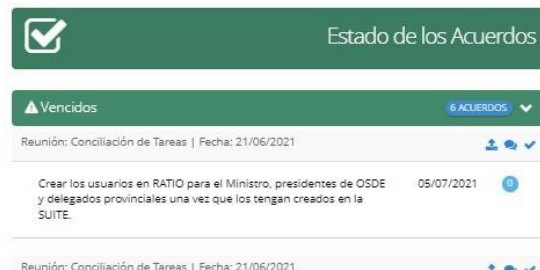 Estado de los Acuerdos
Vencidos 6 ACUERDOS
Reunión: Conciliación de Tareas | Fecha: 21/06/2021
Crear los usuarios en RATIO para el Ministro, presidentes de OSDE 05/07/2021 0
y delegados provinciales una vez que los tengan creados en la
SUITE.
Reunión: Conciliación de Tareas | Fecha: 21/06/2021